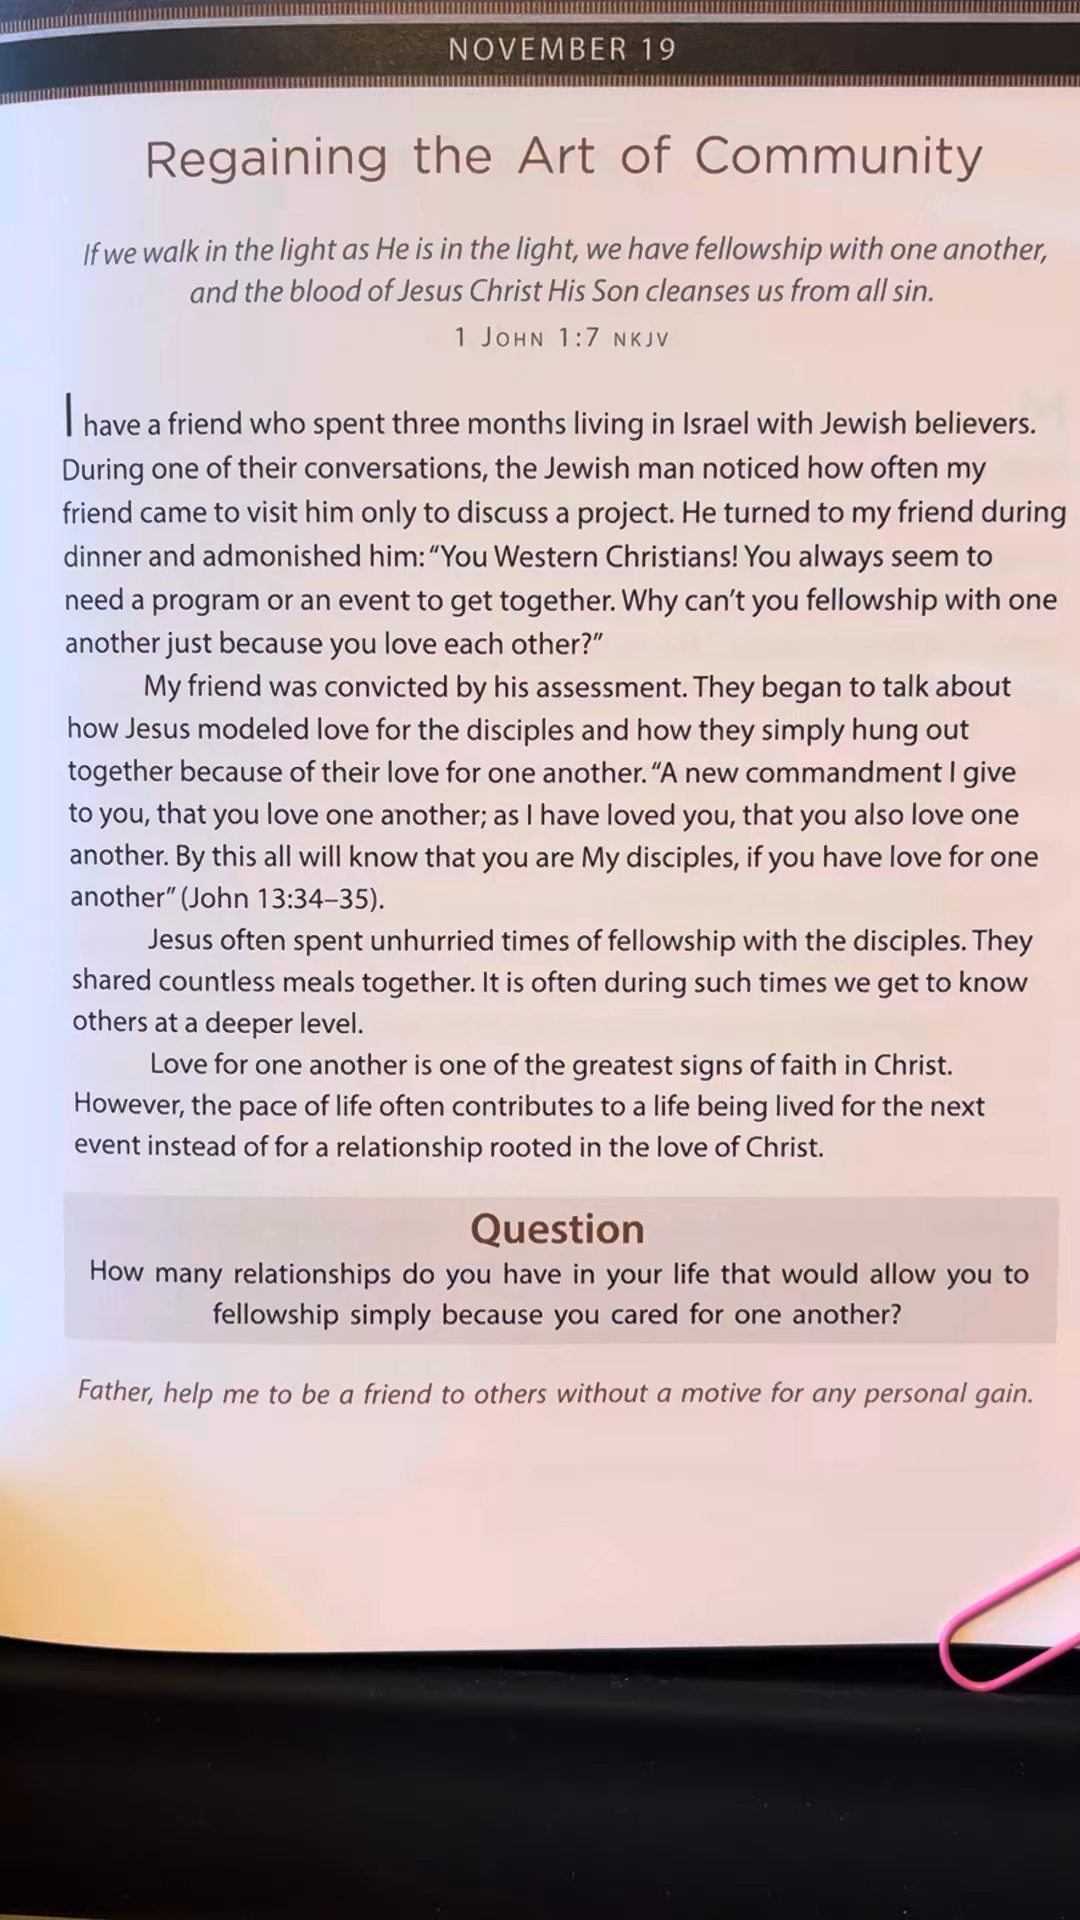 NOVEMBER 19
Regaining the Art of Community
If we walk in the light as He is in the light, we have fellowship with one another,
and the blood of Jesus Christ His Son cleanses us from all sin.
1 JOHN 1:7 NKJV
I have a friend who spent three months living in Israel with Jewish believers.
During one of their conversations, the Jewish man noticed how often my
friend came to visit him only to discuss a project. He turned to my friend during
dinner and admonished him: “You Western Christians! You always seem to
need a program or an event to get together. Why can’t you fellowship with one
another just because you love each other?”
My friend was convicted by his assessment. They began to talk about
how Jesus modeled love for the disciples and how they simply hung out
together because of their love for one another. “A new commandment I give
to you, that you love one another; as I have loved you, that you also love one
another. By this all will know that you are My disciples, if you have love for one
another” (John 13:34–35).
Jesus often spent unhurried times of fellowship with the disciples. They
shared countless meals together. It is often during such times we get to know
others at a deeper level.
Love for one another is one of the greatest signs of faith in Christ.
However, the pace of life often contributes to a life being lived for the next
event instead of for a relationship rooted in the love of Christ.
Question
How many relationships do you have in your life that would allow you to
fellowship simply because you cared for one another?
Father, help me to be a friend to others without a motive for any personal gain.